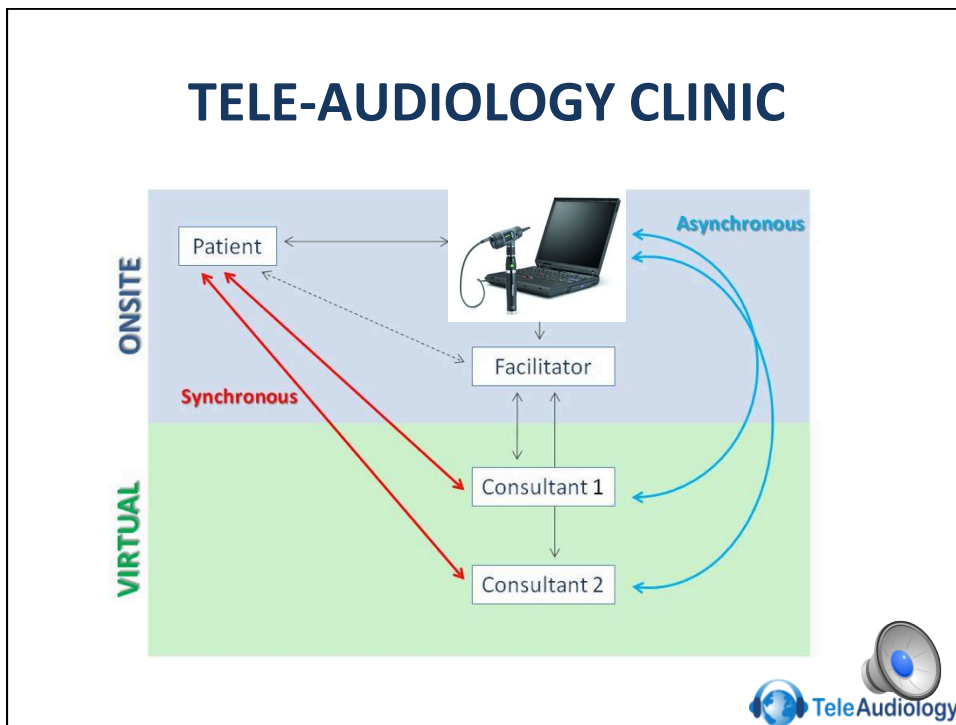 TELE-AUDIOLOGY CLINIC
ONSITE
Patient
Asynchronous
Facilitator
Synchronous
VIRTUAL
Consultant 1
Consultant 2
TeleAudiology